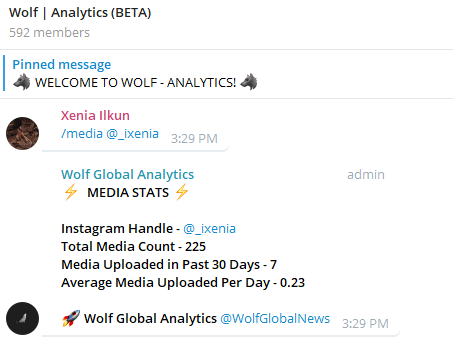 Wolf | Analytics (BETA)
592 members
Pinned message
🐺 WELCOME TO WOLF - ANALYTICS! 🐺
Xenia Ilkun
/media @_ixenia 3:29 PM
Wolf Global Analytics admin
⚡ MEDIA STATS ⚡
Instagram Handle - @_ixenia
Total Media Count - 225
Media Uploaded in Past 30 Days - 7
Average Media Uploaded Per Day - 0.23
🚀 Wolf Global Analytics @WolfGlobalNews 3:29 PM